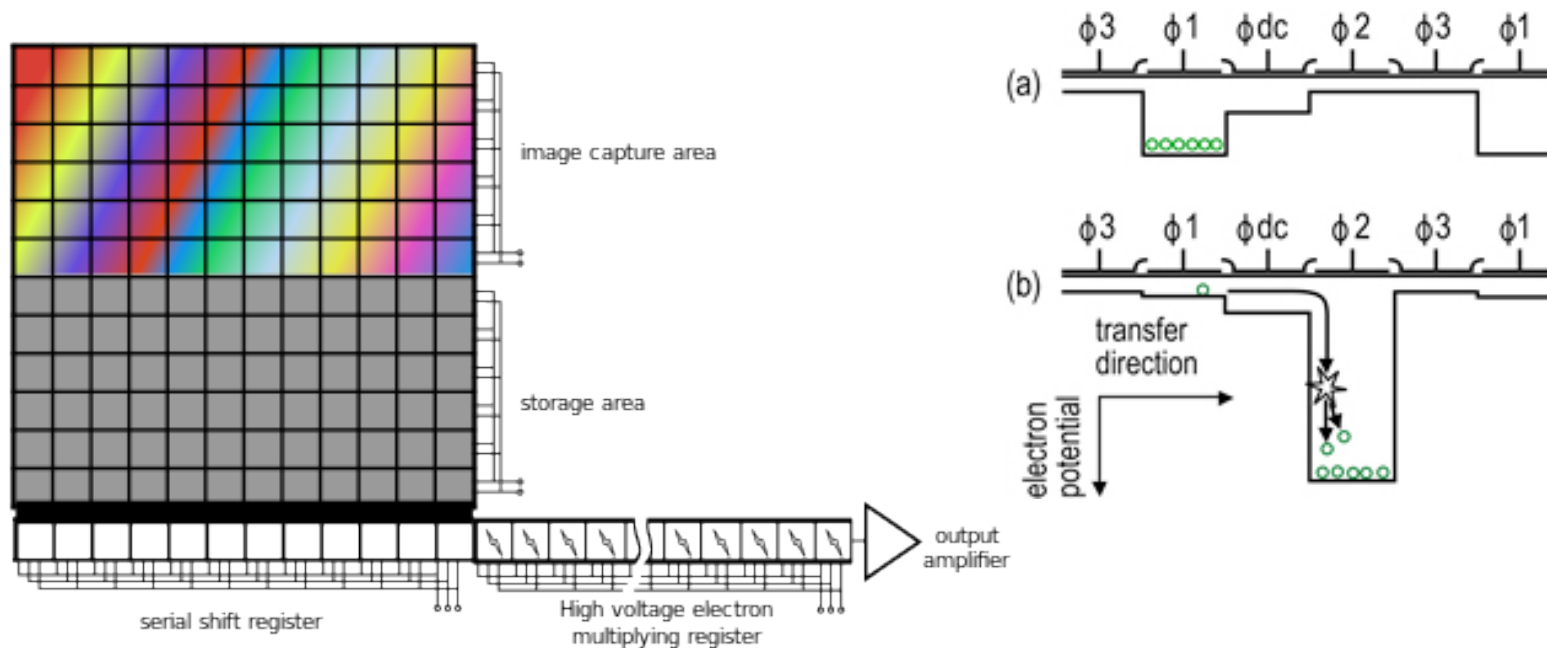 image capture area
storage area
output
amplifier
serial shift register
High voltage electron
multiplying register
ϕ3 ϕ1 ϕdc ϕ2 ϕ3 ϕ1
(a)
ϕ3 ϕ1 ϕdc ϕ2 ϕ3 ϕ1
(b)
transfer
direction
electron
potential